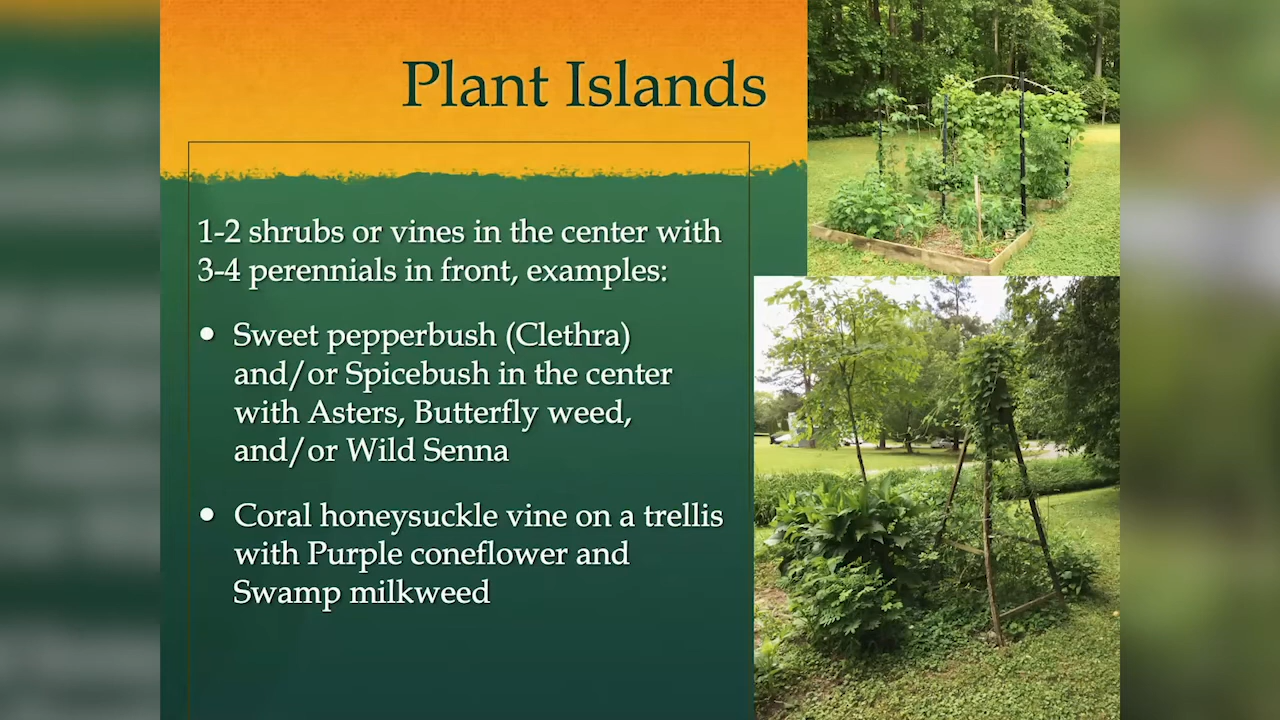 Plant Islands
1-2 shrubs or vines in the center with
3-4 perennials in front, examples:
• Sweet pepperbush (Clethra)
and/or Spicebush in the center
with Asters, Butterfly weed,
and/or Wild Senna
• Coral honeysuckle vine on a trellis
with Purple coneflower and
Swamp milkweed